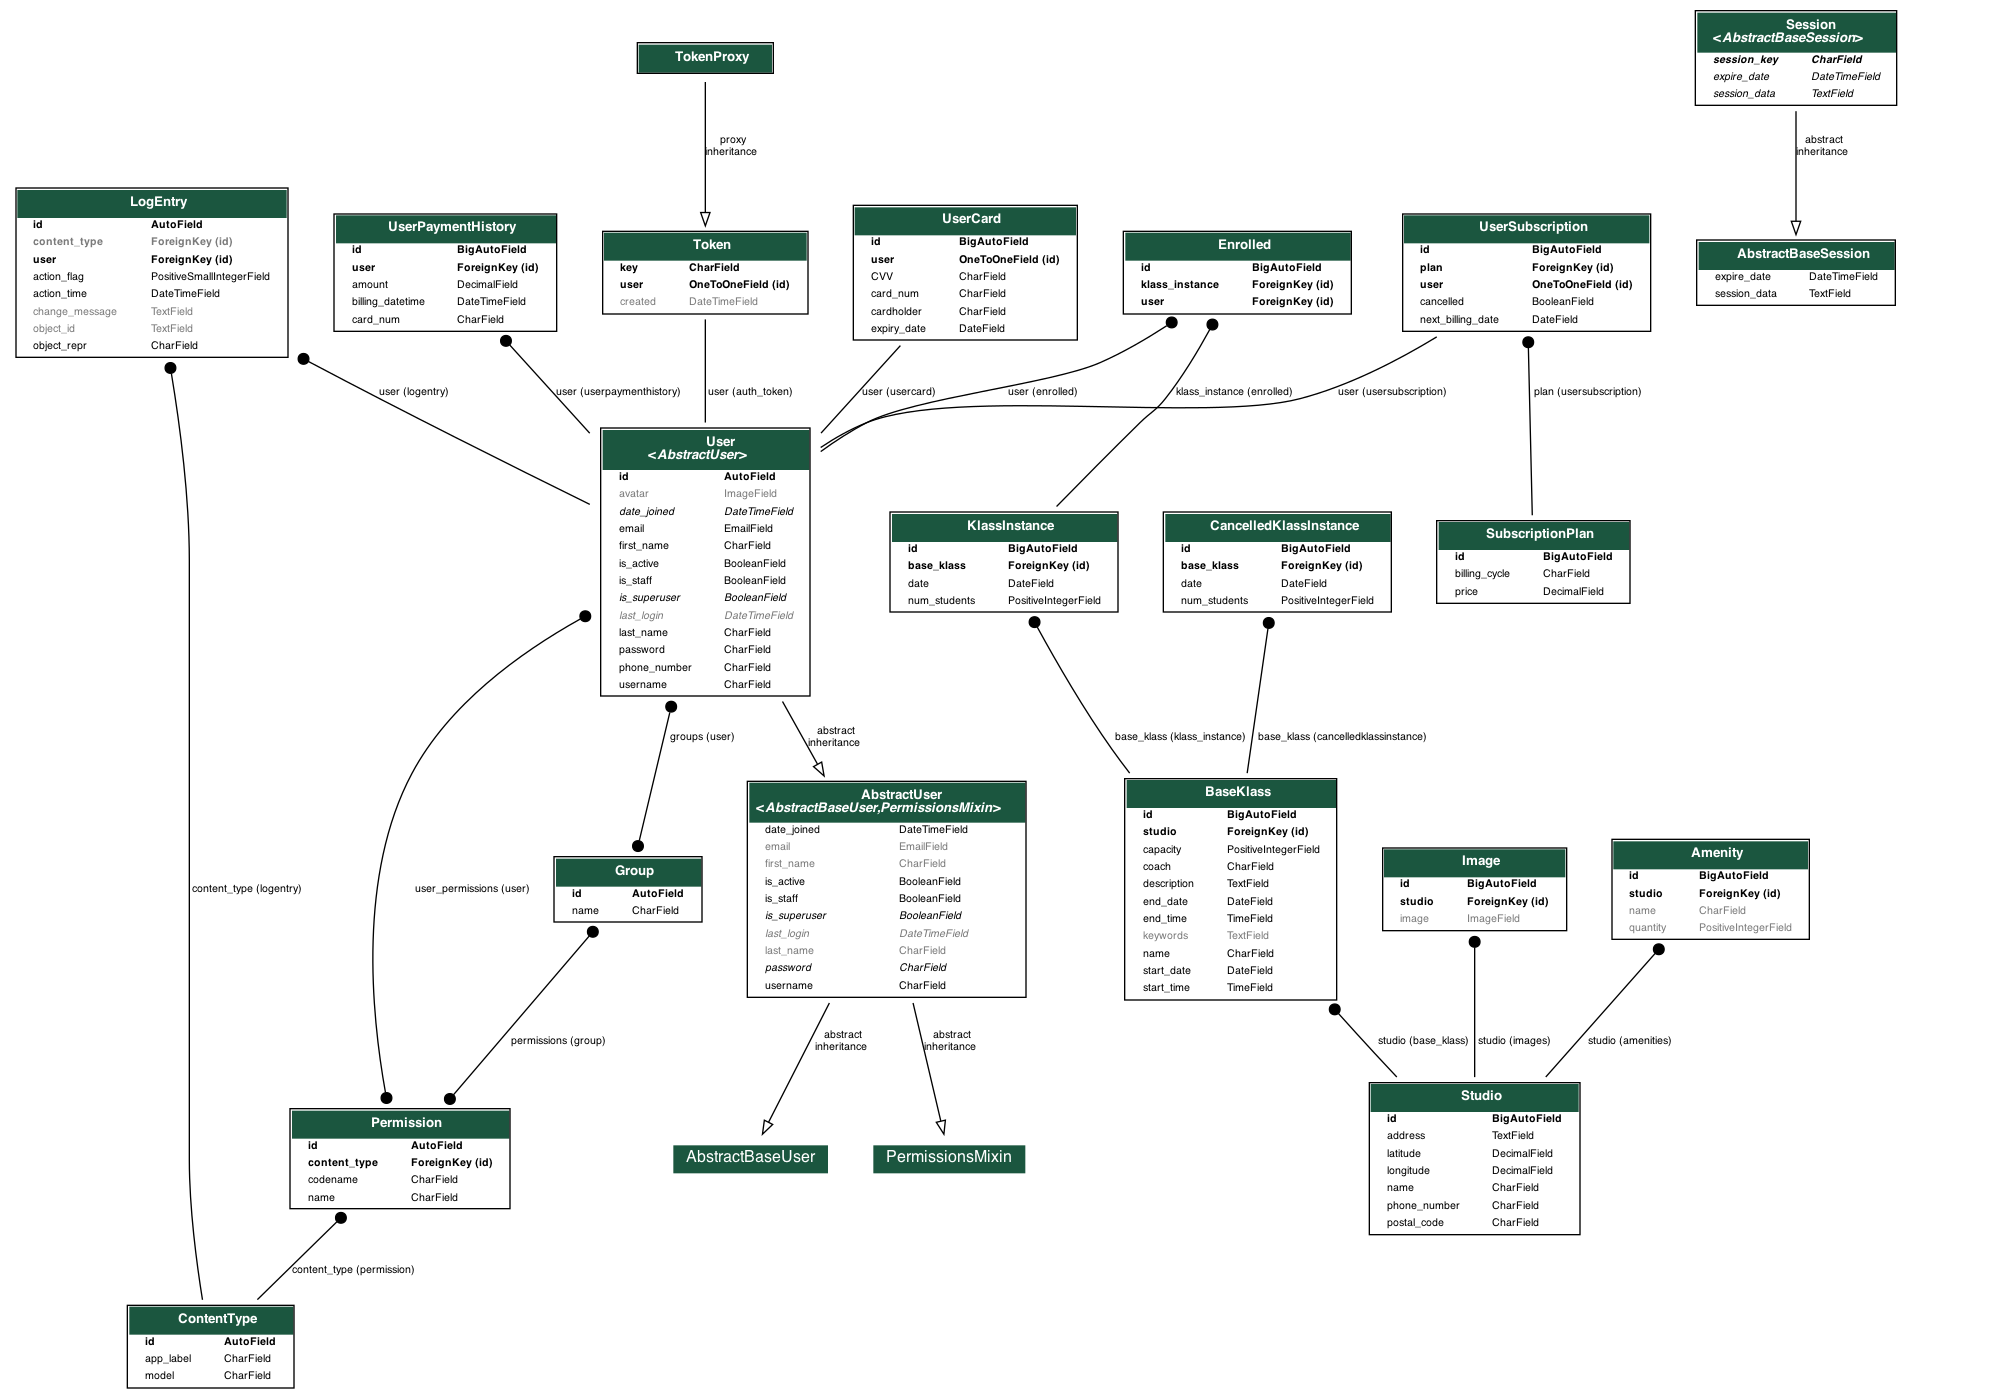 TokenProxy
proxy
inheritance
Session
<AbstractBaseSession>
session_key CharField
expire_date DateTimeField
session_data TextField
abstract
inheritance
AbstractBaseSession
expire_date DateTimeField
session_data TextField
LogEntry
id AutoField
content_type ForeignKey (id)
user ForeignKey (id)
action_flag PositiveSmallIntegerField
action_time DateTimeField
change_message TextField
object_id TextField
object_repr CharField
UserPaymentHistory
id BigAutoField
user ForeignKey (id)
amount DecimalField
billing_datetime DateTimeField
card_num CharField
Token
key CharField
user OneToOneField (id)
created DateTimeField
UserCard
id BigAutoField
user OneToOneField (id)
CVV CharField
card_num CharField
cardholder CharField
expiry_date DateField
Enrolled
id BigAutoField
klass_instance ForeignKey (id)
user ForeignKey (id)
UserSubscription
id BigAutoField
plan ForeignKey (id)
user OneToOneField (id)
cancelled BooleanField
next_billing_date DateField
user (logentry)
user (userpaymenthistory)
user (auth_token)
user (usercard)
user (enrolled)
klass_instance (enrolled)
user (usersubscription)
plan (usersubscription)
User
<AbstractUser>
id AutoField
avatar ImageField
date_joined DateTimeField
email EmailField
first_name CharField
is_active BooleanField
is_staff BooleanField
is_superuser BooleanField
last_login DateTimeField
last_name CharField
password CharField
phone_number CharField
username CharField
KlassInstance
id BigAutoField
base_klass ForeignKey (id)
date DateField
num_students PositiveIntegerField
CancelledKlassInstance
id BigAutoField
base_klass ForeignKey (id)
date DateField
num_students PositiveIntegerField
SubscriptionPlan
id BigAutoField
billing_cycle CharField
price DecimalField
groups (user)
abstract
inheritance
base_klass (klass_instance)
base_klass (cancelledklassinstance)
content_type (logentry)
user_permissions (user)
Group
id AutoField
name CharField
AbstractUser
<AbstractBaseUser,PermissionsMixin>
date_joined DateTimeField
email EmailField
first_name CharField
is_active BooleanField
is_staff BooleanField
is_superuser BooleanField
last_login DateTimeField
last_name CharField
password CharField
username CharField
BaseKlass
id BigAutoField
studio ForeignKey (id)
capacity PositiveIntegerField
coach CharField
description TextField
end_date DateField
end_time TimeField
keywords TextField
name CharField
start_date DateField
start_time TimeField
Image
id BigAutoField
studio ForeignKey (id)
image ImageField
Amenity
id BigAutoField
studio ForeignKey (id)
name CharField
quantity PositiveIntegerField
permissions (group)
abstract
inheritance
abstract
inheritance
studio (base_klass)
studio (images)
studio (amenities)
Permission
id AutoField
content_type ForeignKey (id)
codename CharField
name CharField
AbstractBaseUser
PermissionsMixin
Studio
id BigAutoField
address TextField
latitude DecimalField
longitude DecimalField
name CharField
phone_number CharField
postal_code CharField
content_type (permission)
ContentType
id AutoField
app_label CharField
model CharField